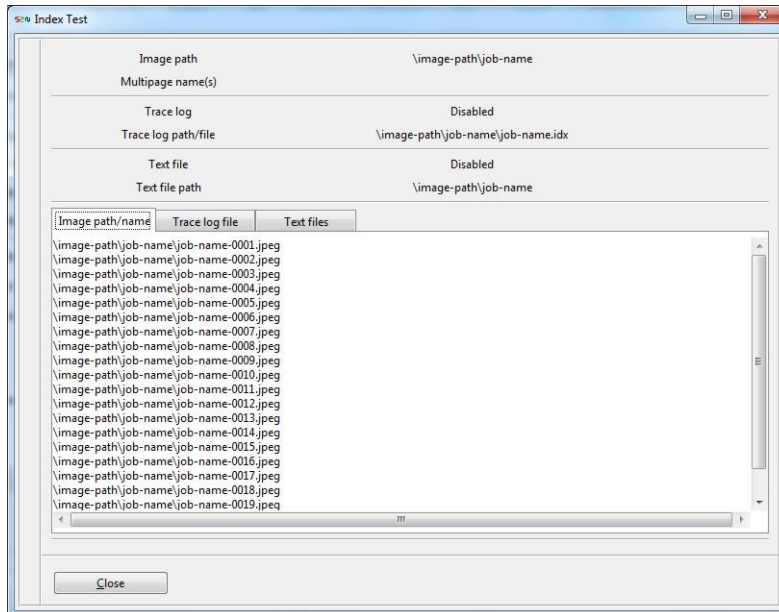 SCN Index Test
Image path \image-path\job-name
Multipage name(s)
Trace log Disabled
Trace log path/file \image-path\job-name\job-name.idx
Text file Disabled
Text file path \image-path\job-name
Image path/name Trace log file Text files
\image-path\job-name\job-name-0001.jpeg
\image-path\job-name\job-name-0002.jpeg
\image-path\job-name\job-name-0003.jpeg
\image-path\job-name\job-name-0004.jpeg
\image-path\job-name\job-name-0005.jpeg
\image-path\job-name\job-name-0006.jpeg
\image-path\job-name\job-name-0007.jpeg
\image-path\job-name\job-name-0008.jpeg
\image-path\job-name\job-name-0009.jpeg
\image-path\job-name\job-name-0010.jpeg
\image-path\job-name\job-name-0011.jpeg
\image-path\job-name\job-name-0012.jpeg
\image-path\job-name\job-name-0013.jpeg
\image-path\job-name\job-name-0014.jpeg
\image-path\job-name\job-name-0015.jpeg
\image-path\job-name\job-name-0016.jpeg
\image-path\job-name\job-name-0017.jpeg
\image-path\job-name\job-name-0018.jpeg
\image-path\job-name\job-name-0019.jpeg
Close